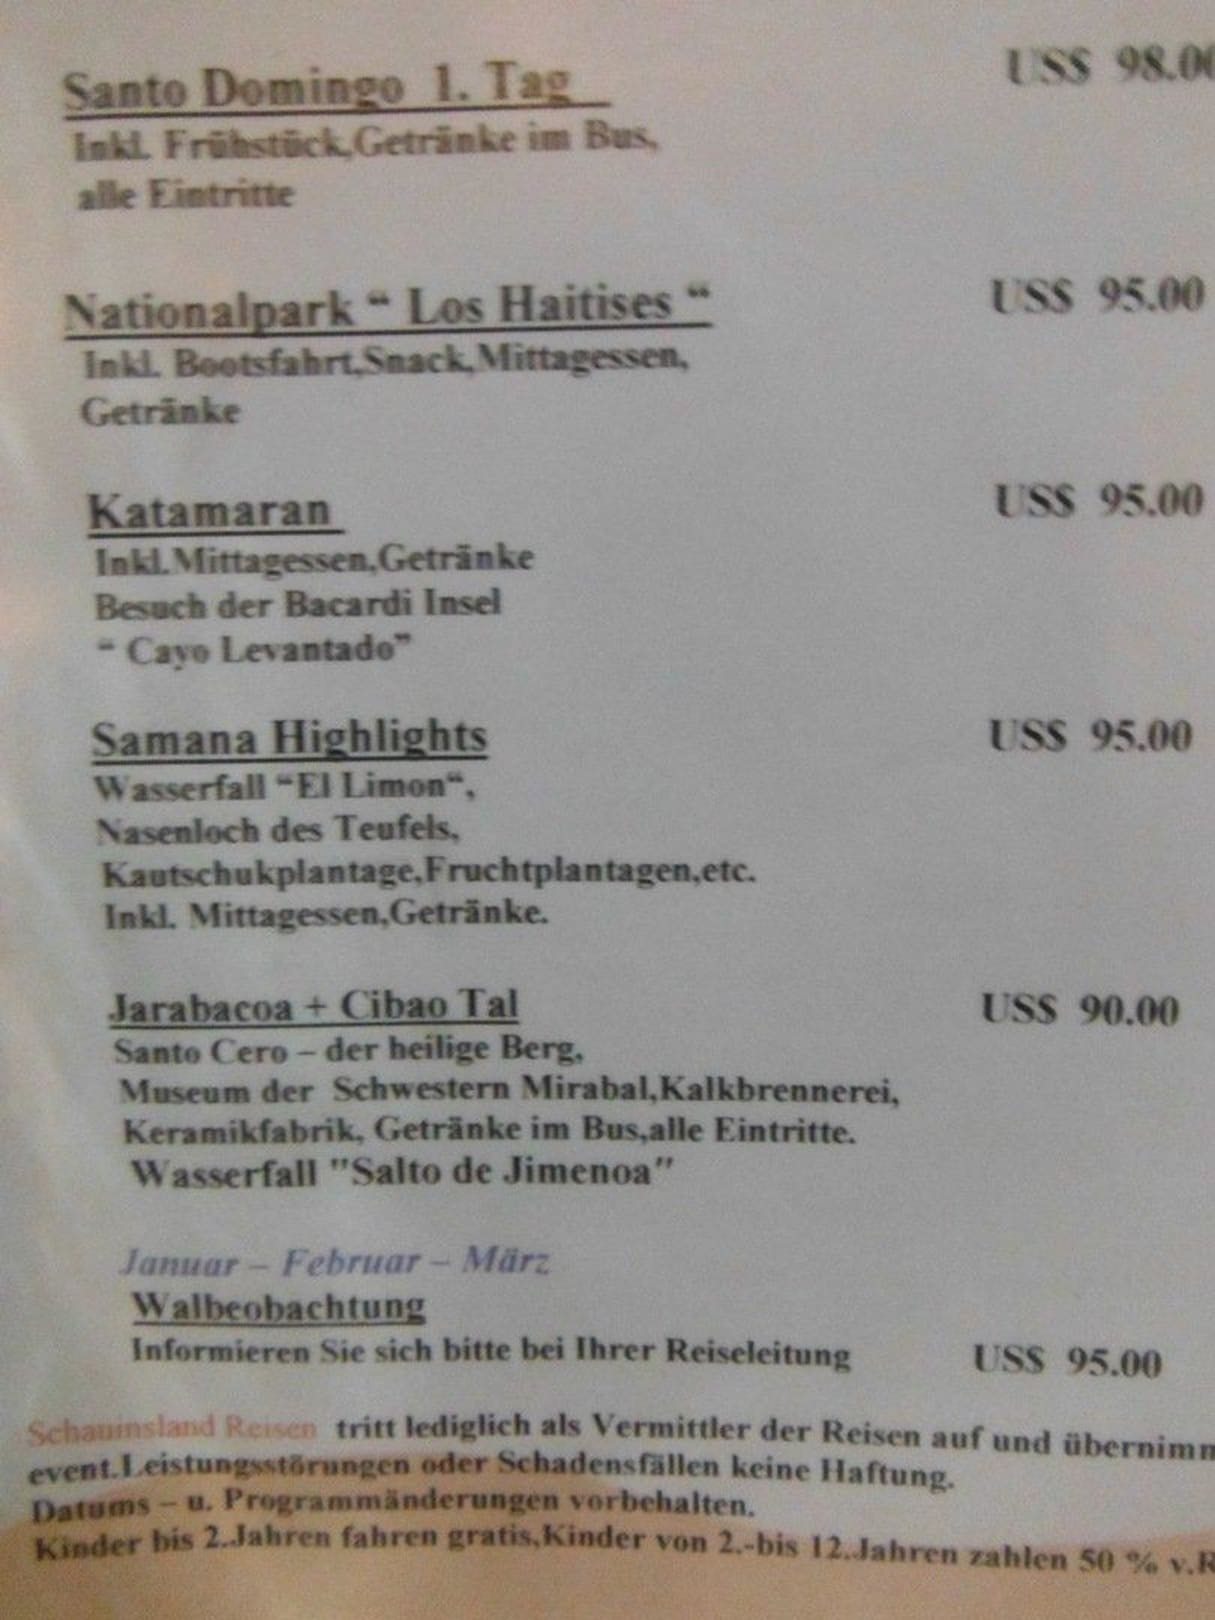 Santo Domingo 1. Tag US$ 98.00
Inkl. Frühstück,Getränke im Bus,
alle Eintritte
Nationalpark “ Los Haitises “ US$ 95.00
Inkl. Bootsfahrt,Snack,Mittagessen,
Getränke
Katamaran US$ 95.00
Inkl.Mittagessen,Getränke
Besuch der Bacardi Insel
“ Cayo Levantado”
Samana Highlights US$ 95.00
Wasserfall “El Limon“,
Nasenloch des Teufels,
Kautschukplantage,Fruchtplantagen,etc.
Inkl. Mittagessen,Getränke.
Jarabacoa + Cibao Tal US$ 90.00
Santo Cero – der heilige Berg,
Museum der Schwestern Mirabal,Kalkbrennerei,
Keramikfabrik, Getränke im Bus,alle Eintritte.
Wasserfall "Salto de Jimenoa"
Januar – Februar – März
Walbeobachtung
Informieren Sie sich bitte bei Ihrer Reiseleitung US$ 95.00
Schauinsland Reisen tritt lediglich als Vermittler der Reisen auf und
event.Leistungsstörungen oder Schadensfällen keine Haftung.
Datums – u. Programmänderungen vorbehalten.
Kinder bis 2.Jahren fahren gratis,Kinder von 2.-bis 12.Jahren zahlen 50 %